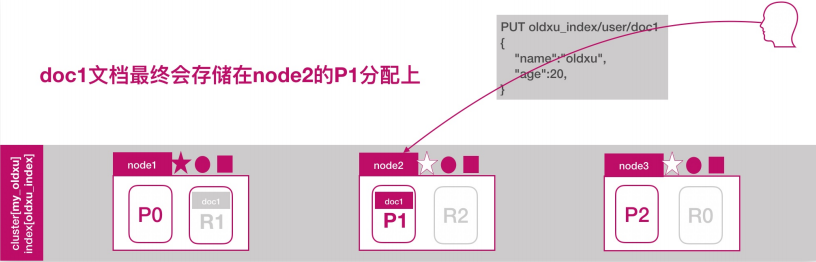 PUT oldxu_index/user/doc1
{
"name":"oldxu",
"age":20,
}
doc1文档最终会存储在node2的P1分配上
cluster[my_oldxu]
index[oldxu_index]
node1
node2
node3
P0
doc1
R1
doc1
P1
R2
P2
R0